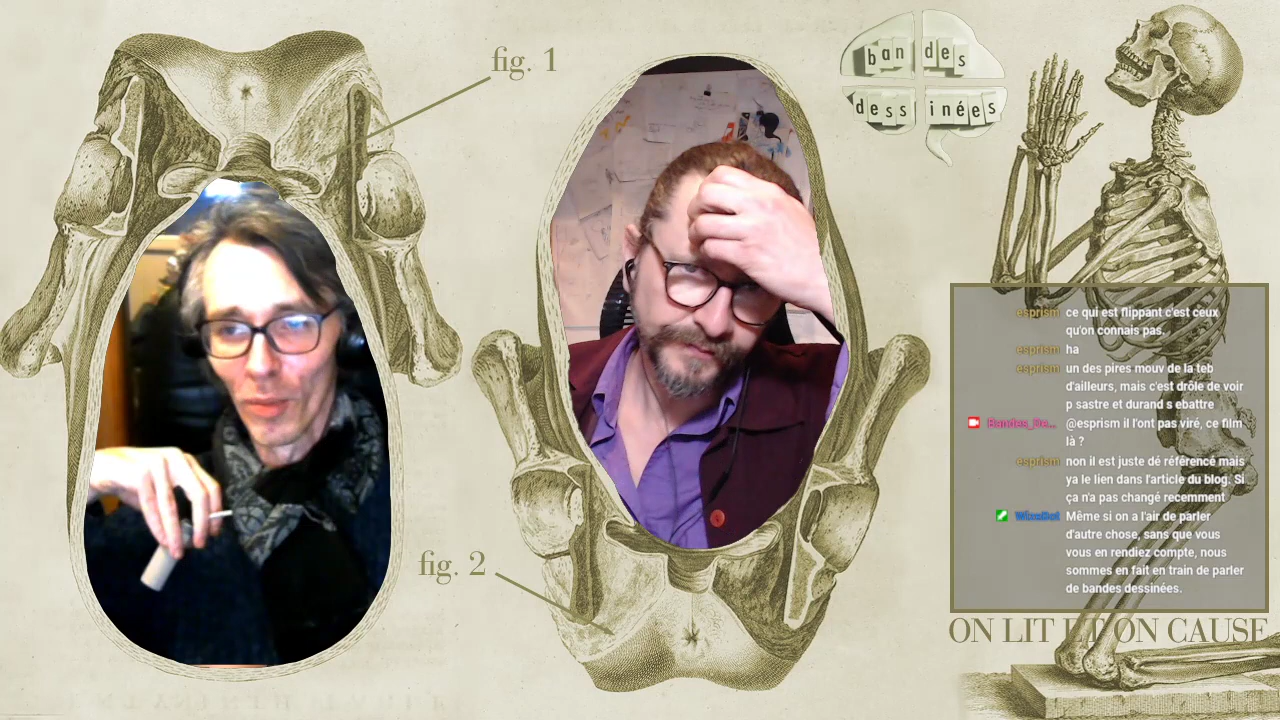 fig. 1
bandes
dessinées
esprism ce qui est flippant c'est ceux
qu'on connais pas.
esprism ha
esprism un des pires mouv de la teb
d'ailleurs, mais c'est drôle de voir
p sastre et durand s ebattre
Bandes_De... @esprism il l'ont pas viré, ce film
là ?
esprism non il est juste dé référencé mais
ya le lien dans l'article du blog. Si
ça n'a pas changé recemment
WizeBot Même si on a l'air de parler
d'autre chose, sans que vous
vous en rendiez compte, nous
sommes en fait en train de parler
de bandes dessinées.
fig. 2
ON LIT ET ON CAUSE